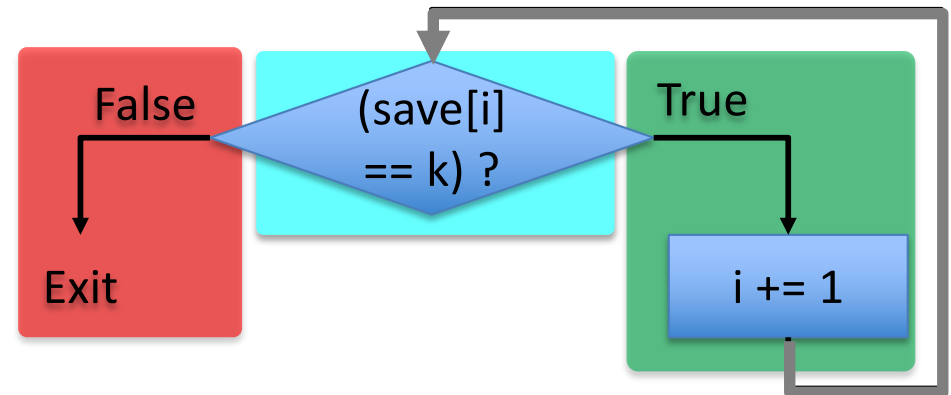 False
(save[i]
== k) ?
True
Exit
i += 1